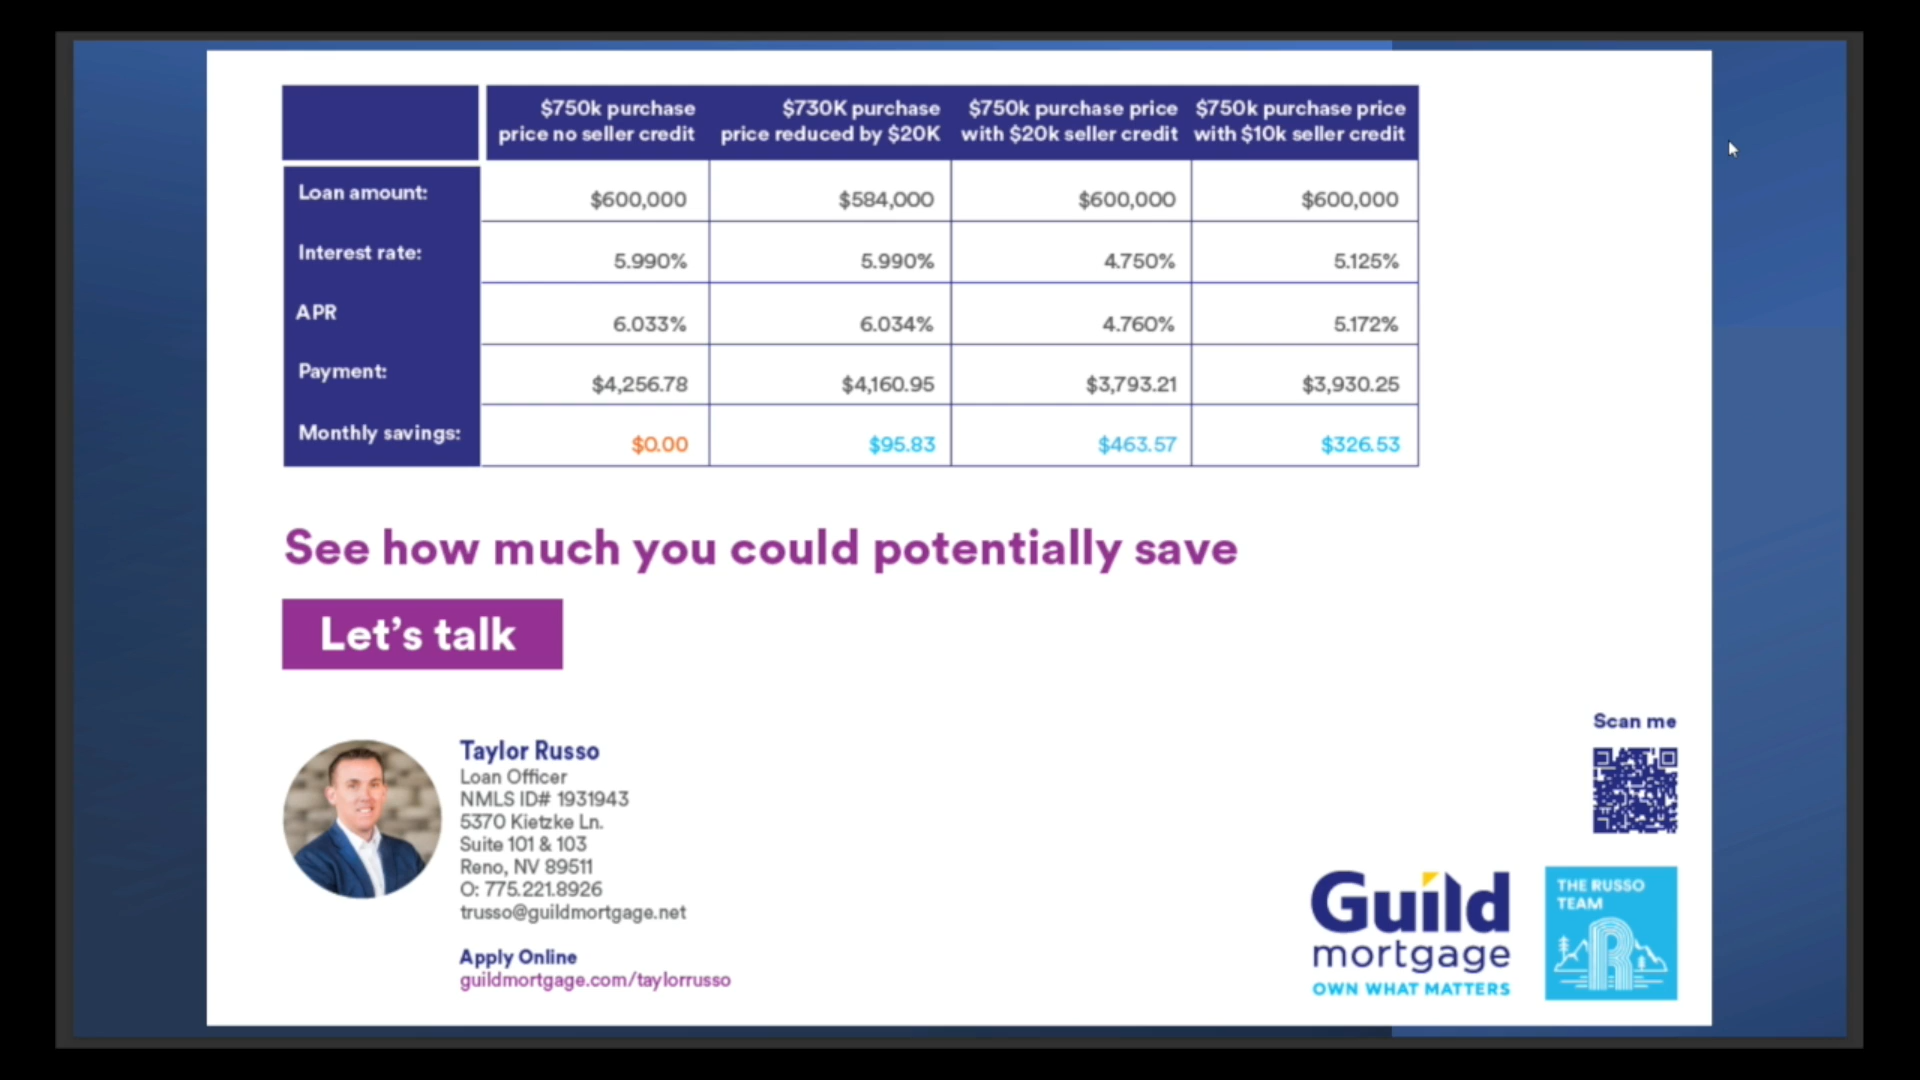 $750k purchase price no seller credit
$730K purchase price reduced by $20K
$750k purchase price with $20k seller credit
$750k purchase price with $10k seller credit
Loan amount: $600,000 $584,000 $600,000 $600,000
Interest rate: 5.990% 5.990% 4.750% 5.125%
APR 6.033% 6.034% 4.760% 5.172%
Payment: $4,256.78 $4,160.95 $3,793.21 $3,930.25
Monthly savings: $0.00 $95.83 $463.57 $326.53
See how much you could potentially save
Let's talk
Taylor Russo
Loan Officer
NMLS ID# 1931943
5370 Kietzke Ln.
Suite 101 & 103
Reno, NV 89511
O: 775.221.8926
trusso@guildmortgage.net
Apply Online
guildmortgage.com/taylorrusso
Scan me
Guild
mortgage
OWN WHAT MATTERS
THE RUSSO
TEAM
R